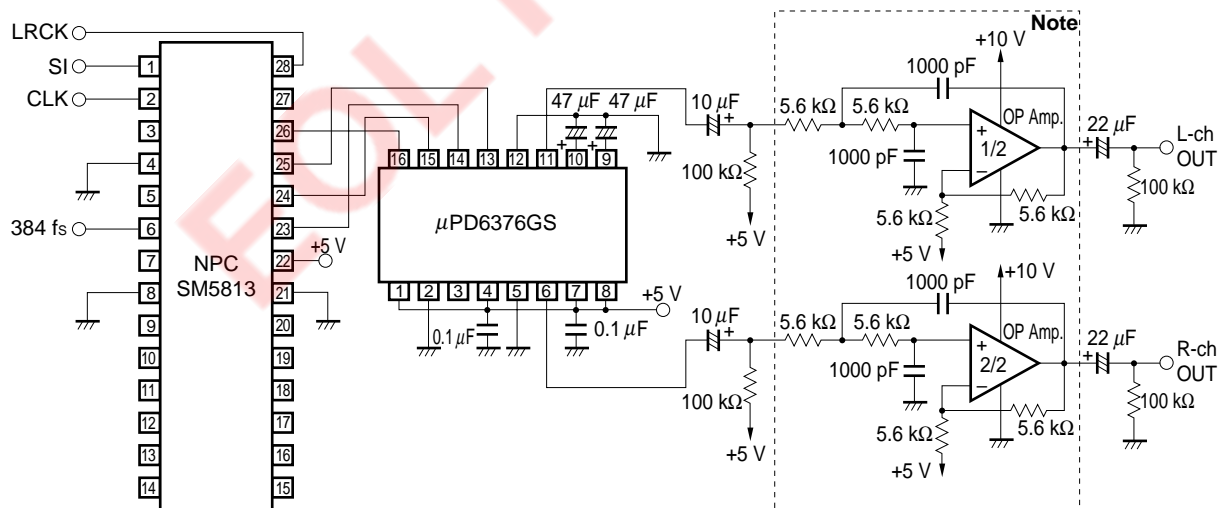 LRCK
SI
CLK
384 fs
1
2
3
4
5
6
7
8
9
10
11
12
13
14
28
27
26
25
24
23
22
21
20
19
18
17
16
15
NPC
SM5813
+5 V
16
15
14
13
12
11
10
9
47 μF
47 μF
+
+
μPD6376GS
1
2
3
4
5
6
7
8
+5 V
0.1 μF
0.1 μF
10 μF
+
100 kΩ
+5 V
Note
+10 V
1000 pF
5.6 kΩ
5.6 kΩ
1000 pF
OP Amp.
+
1/2
−
5.6 kΩ
5.6 kΩ
+5 V
22 μF
+
L-ch
OUT
100 kΩ
10 μF
+
100 kΩ
+5 V
+10 V
1000 pF
5.6 kΩ
5.6 kΩ
1000 pF
OP Amp.
+
2/2
−
5.6 kΩ
5.6 kΩ
+5 V
22 μF
+
R-ch
OUT
100 kΩ